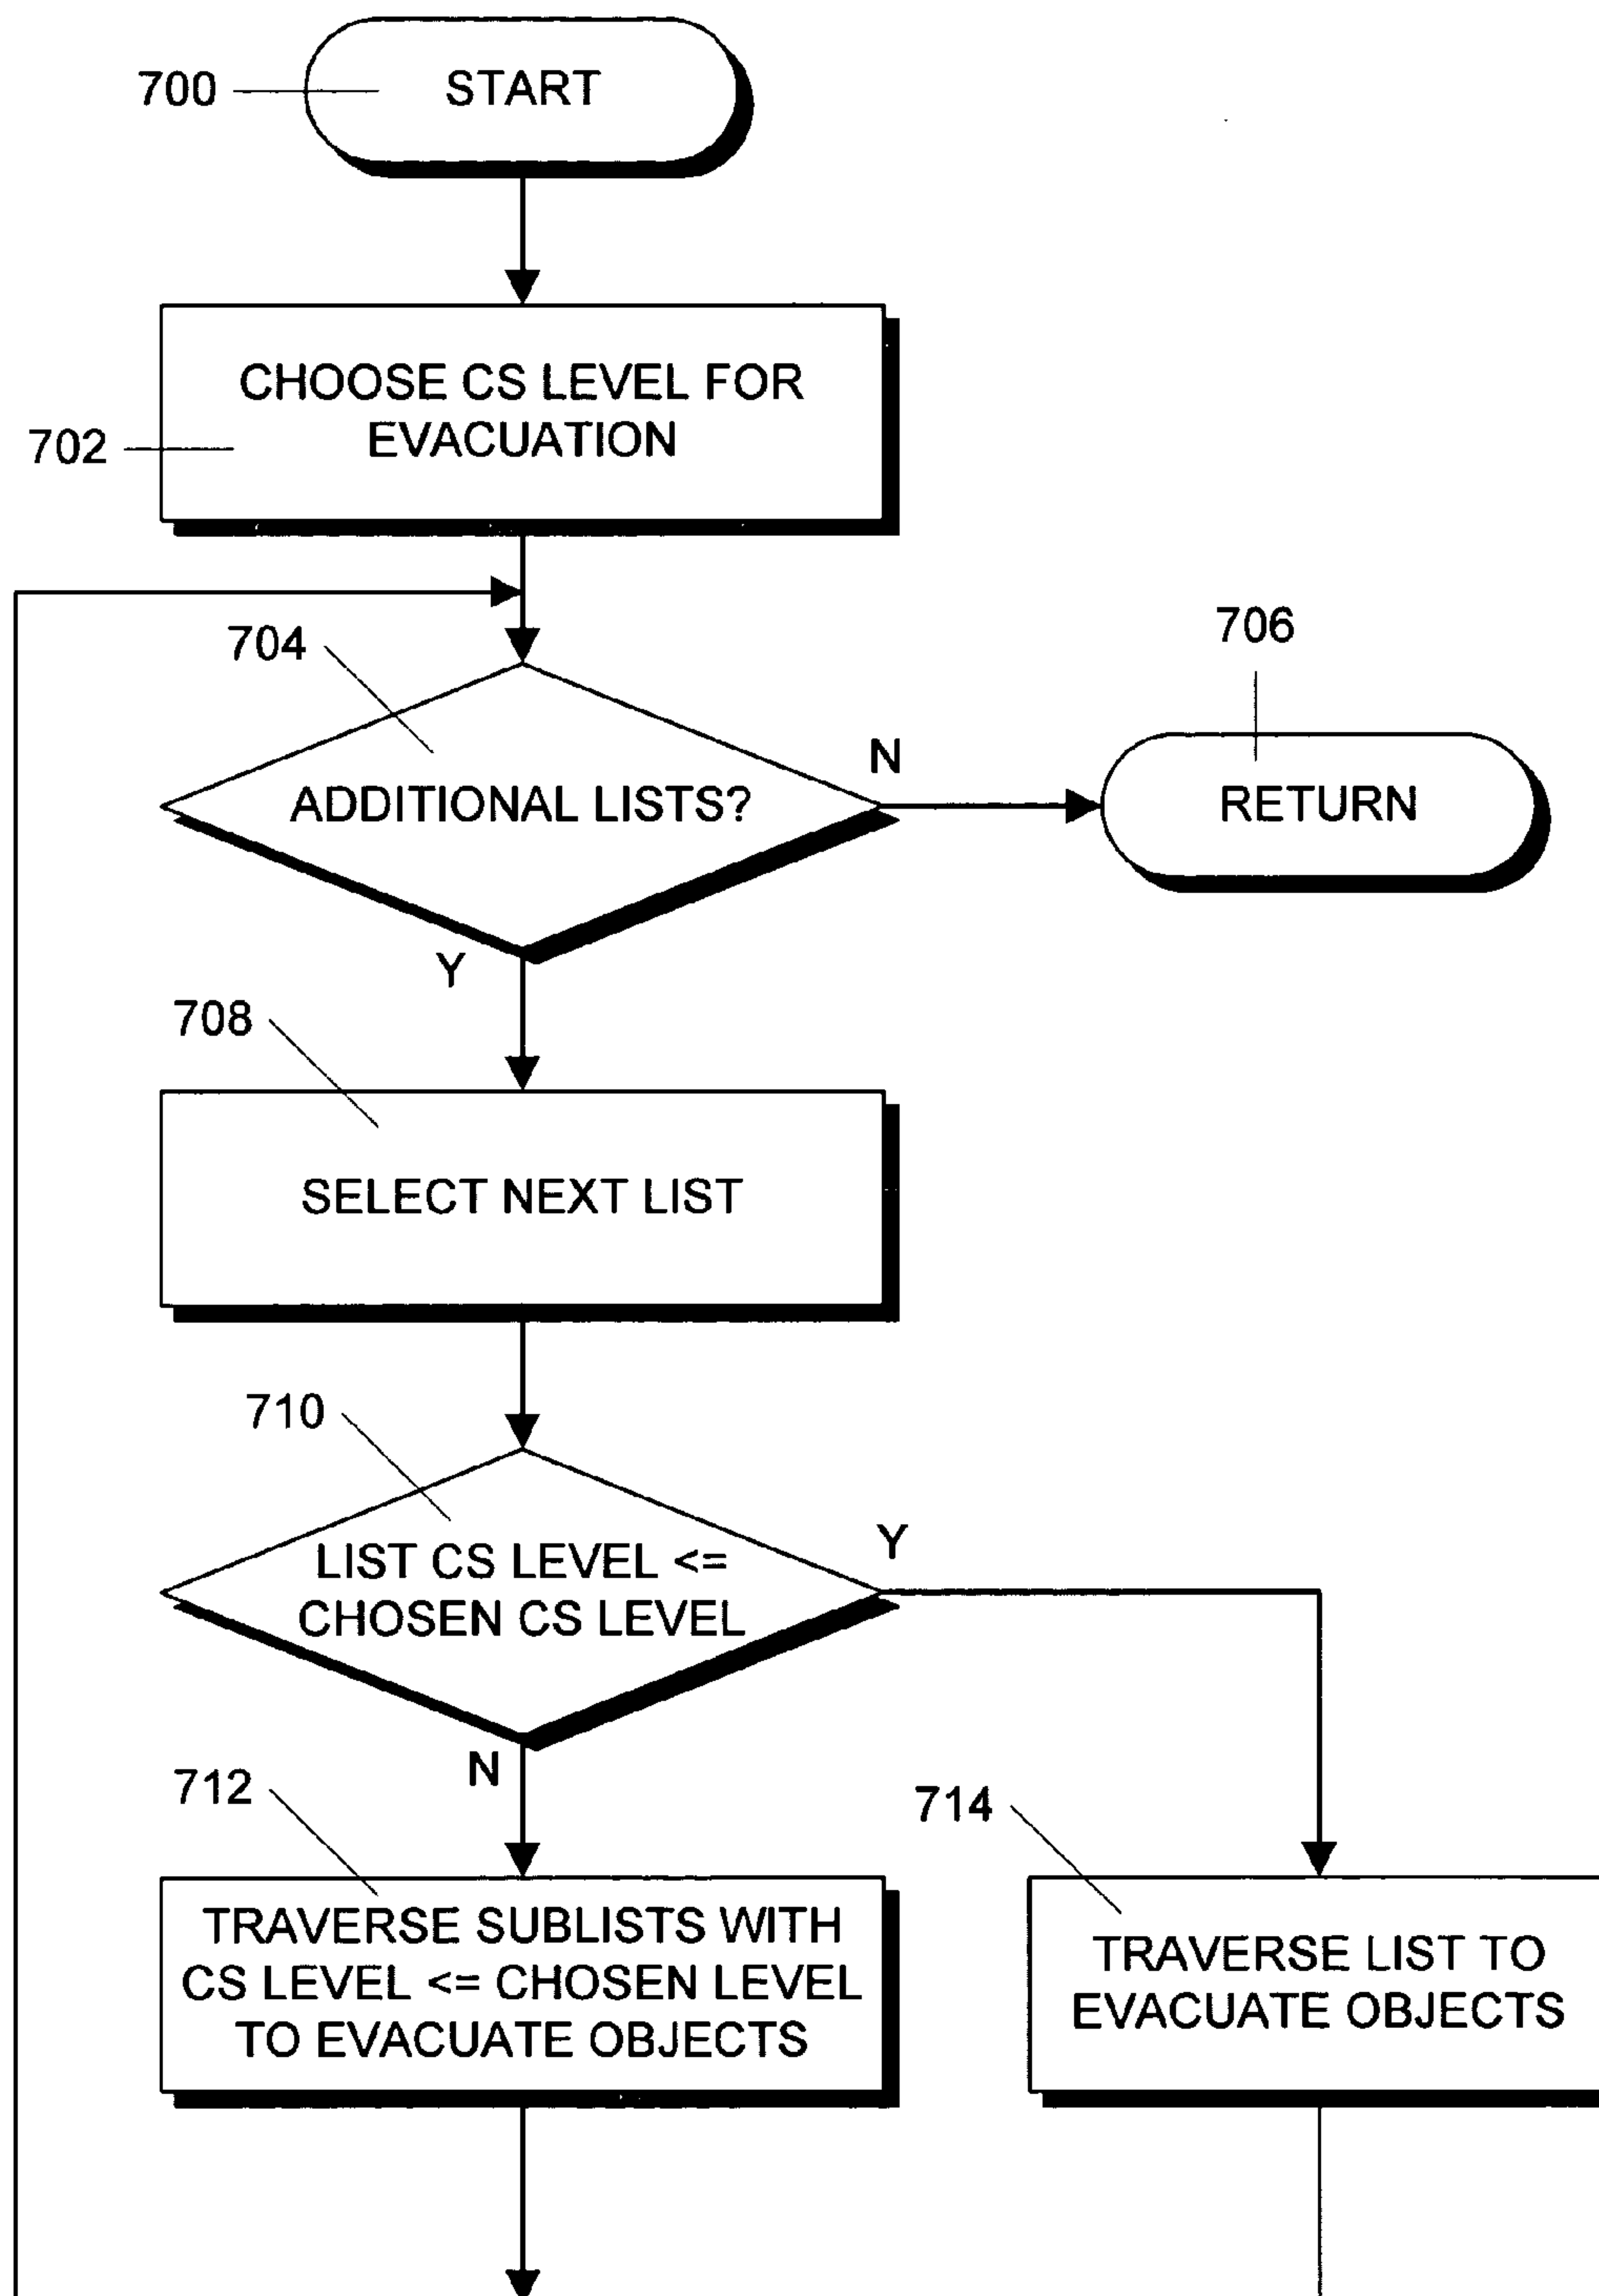 700
START
CHOOSE CS LEVEL FOR
EVACUATION
702
704
ADDITIONAL LISTS?
N
706
RETURN
Y
708
SELECT NEXT LIST
710
LIST CS LEVEL <=
CHOSEN CS LEVEL
Y
N
712
TRAVERSE SUBLISTS WITH
CS LEVEL <= CHOSEN LEVEL
TO EVACUATE OBJECTS
714
TRAVERSE LIST TO
EVACUATE OBJECTS